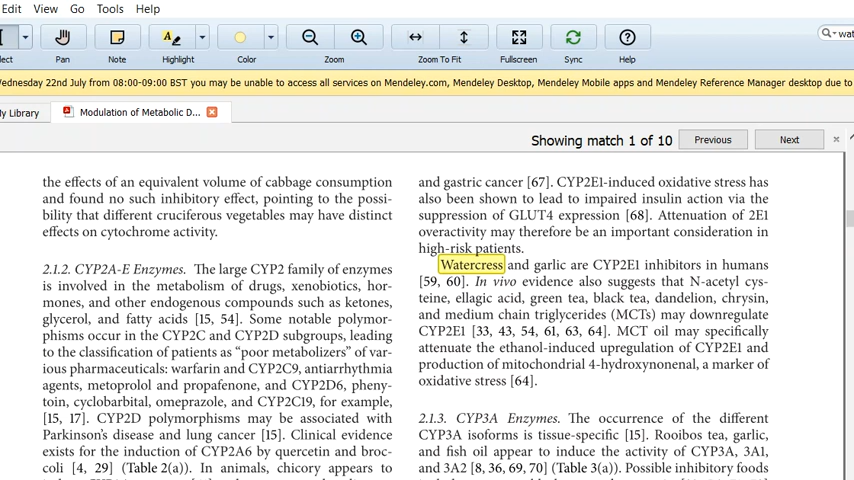 Edit View Go Tools Help
Pan Note Highlight Color Zoom Zoom To Fit Fullscreen Sync Help
Wednesday 22nd July from 08:00-09:00 BST you may be unable to access all services on Mendeley.com, Mendeley Desktop, Mendeley Mobile apps and Mendeley Reference Manager desktop due to
Library Modulation of Metabolic D...
Showing match 1 of 10 Previous Next
the effects of an equivalent volume of cabbage consumption
and found no such inhibitory effect, pointing to the possi-
bility that different cruciferous vegetables may have distinct
effects on cytochrome activity.
2.1.2. CYP2A-E Enzymes. The large CYP2 family of enzymes
is involved in the metabolism of drugs, xenobiotics, hor-
mones, and other endogenous compounds such as ketones,
glycerol, and fatty acids [15, 54]. Some notable polymor-
phisms occur in the CYP2C and CYP2D subgroups, leading
to the classification of patients as “poor metabolizers” of var-
ious pharmaceuticals: warfarin and CYP2C9, antiarrhythmia
agents, metoprolol and propafenone, and CYP2D6, pheny-
toin, cyclobarbital, omeprazole, and CYP2C19, for example,
[15, 17]. CYP2D polymorphisms may be associated with
Parkinson’s disease and lung cancer [15]. Clinical evidence
exists for the induction of CYP2A6 by quercetin and broc-
coli [4, 29] (Table 2(a)). In animals, chicory appears to
and gastric cancer [67]. CYP2E1-induced oxidative stress has
also been shown to lead to impaired insulin action via the
suppression of GLUT4 expression [68]. Attenuation of 2E1
overactivity may therefore be an important consideration in
high-risk patients.
Watercress and garlic are CYP2E1 inhibitors in humans
[59, 60]. In vivo evidence also suggests that N-acetyl cys-
teine, ellagic acid, green tea, black tea, dandelion, chrysin,
and medium chain triglycerides (MCTs) may downregulate
CYP2E1 [33, 43, 54, 61, 63, 64]. MCT oil may specifically
attenuate the ethanol-induced upregulation of CYP2E1 and
production of mitochondrial 4-hydroxynonenal, a marker of
oxidative stress [64].
2.1.3. CYP3A Enzymes. The occurrence of the different
CYP3A isoforms is tissue-specific [15]. Rooibos tea, garlic,
and fish oil appear to induce the activity of CYP3A, 3A1,
and 3A2 [8, 36, 69, 70] (Table 3(a)). Possible inhibitory foods